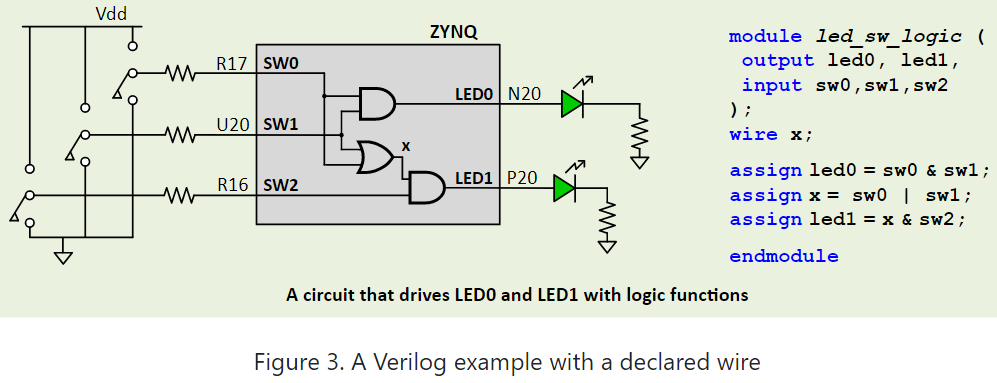 Vdd
ZYNQ
R17 SW0
LED0 N20
U20 SW1
x
LED1 P20
R16 SW2
module led_sw_logic (
output led0, led1,
input sw0,sw1,sw2
);
wire x;
assign led0 = sw0 & sw1;
assign x = sw0 | sw1;
assign led1 = x & sw2;
endmodule
A circuit that drives LED0 and LED1 with logic functions
Figure 3. A Verilog example with a declared wire